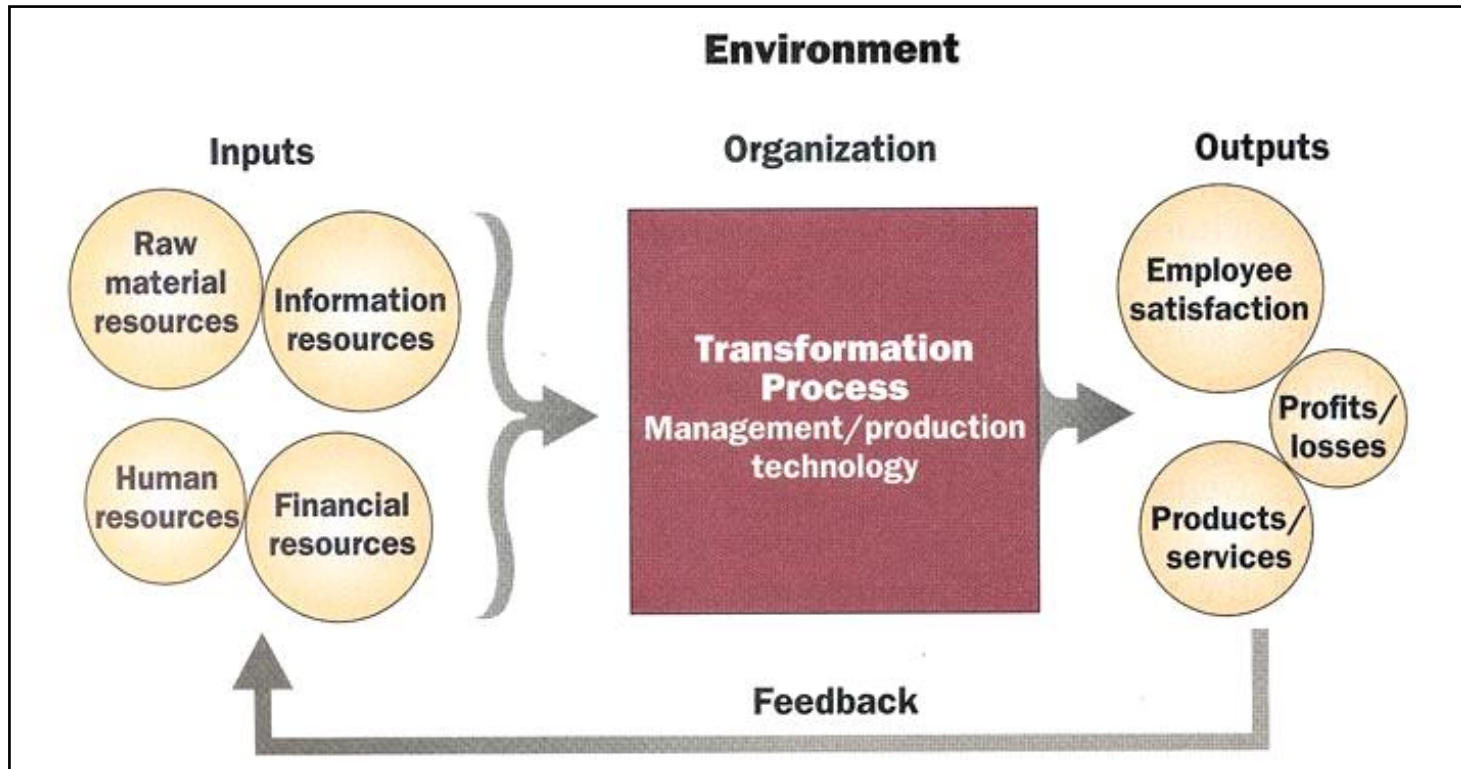 Environment
Inputs
Organization
Outputs
Raw
material
resources
Information
resources
Human
resources
Financial
resources
Transformation
Process
Management/production
technology
Employee
satisfaction
Profits/
losses
Products/
services
Feedback